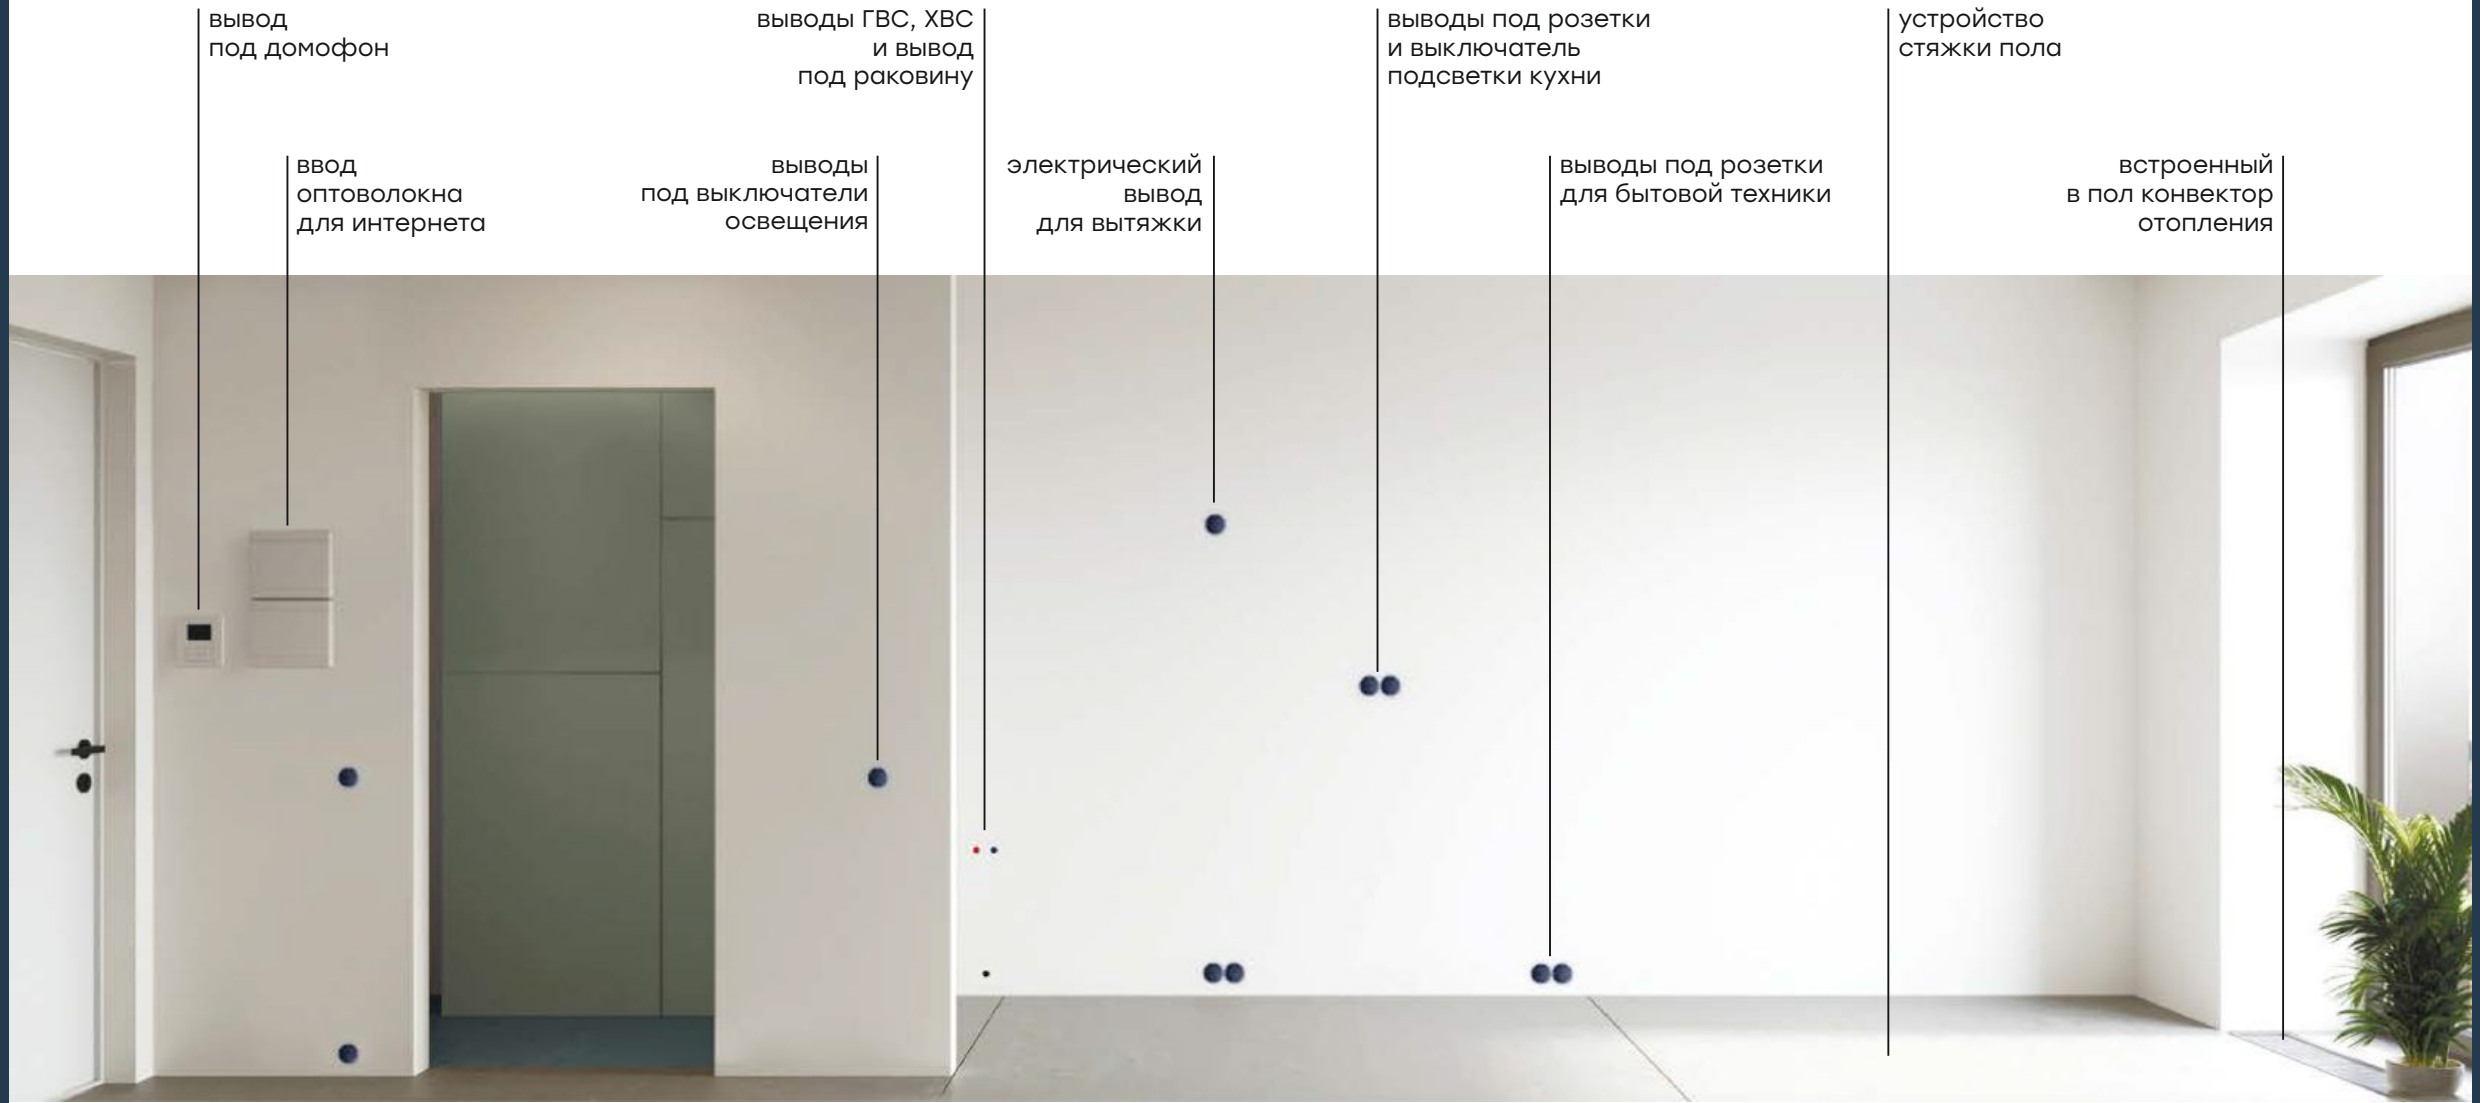 вывод
под домофон
выводы ГВС, ХВС
и вывод
под раковину
выводы под розетки
и выключатель
подсветки кухни
устройство
стяжки пола
ввод
оптоволокна
для интернета
выводы
под выключатели
освещения
электрический
вывод
для вытяжки
выводы под розетки
для бытовой техники
встроенный
в пол конвектор
отопления